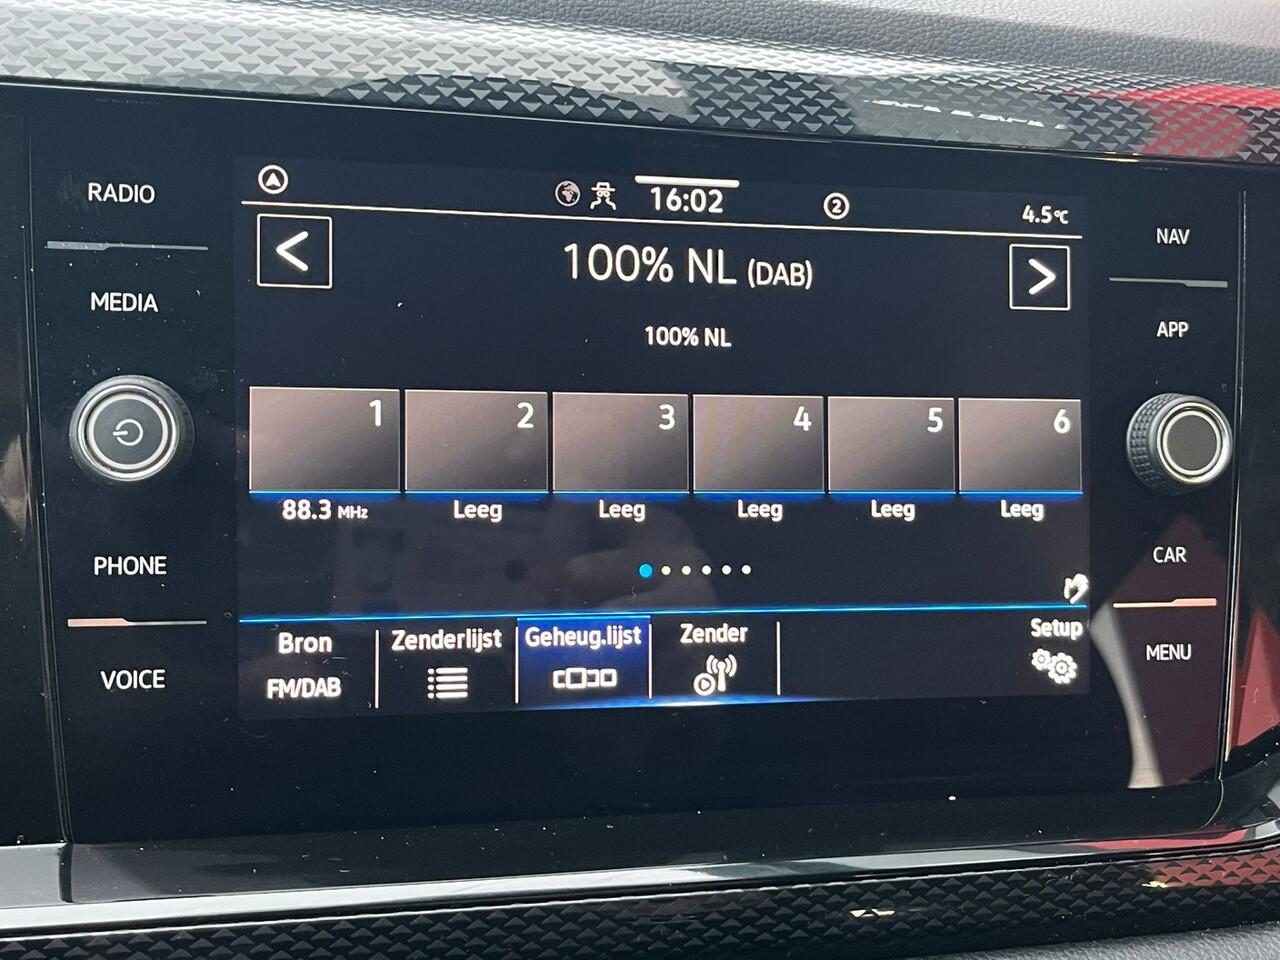 RADIO
MEDIA
PHONE
VOICE
16:02
2
4.5°C
<
100% NL (DAB)
>
100% NL
1
2
3
4
5
6
88.3 MHz
Leeg
Leeg
Leeg
Leeg
Leeg
Bron
FM/DAB
Zenderlijst
Geheug.lijst
Zender
Setup
NAV
APP
CAR
MENU